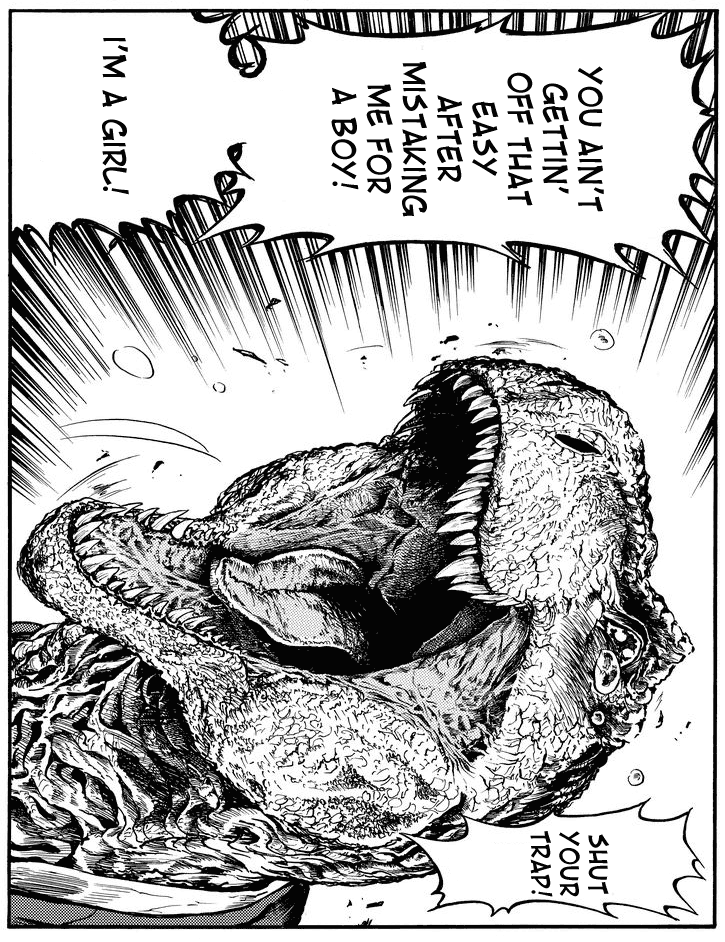 SHUT
YOUR
TRAP!
YOU AIN'T
GETTIN'
OFF THAT
EASY
AFTER
MISTAKING
ME FOR
A BOY!
I'M A GIRL!